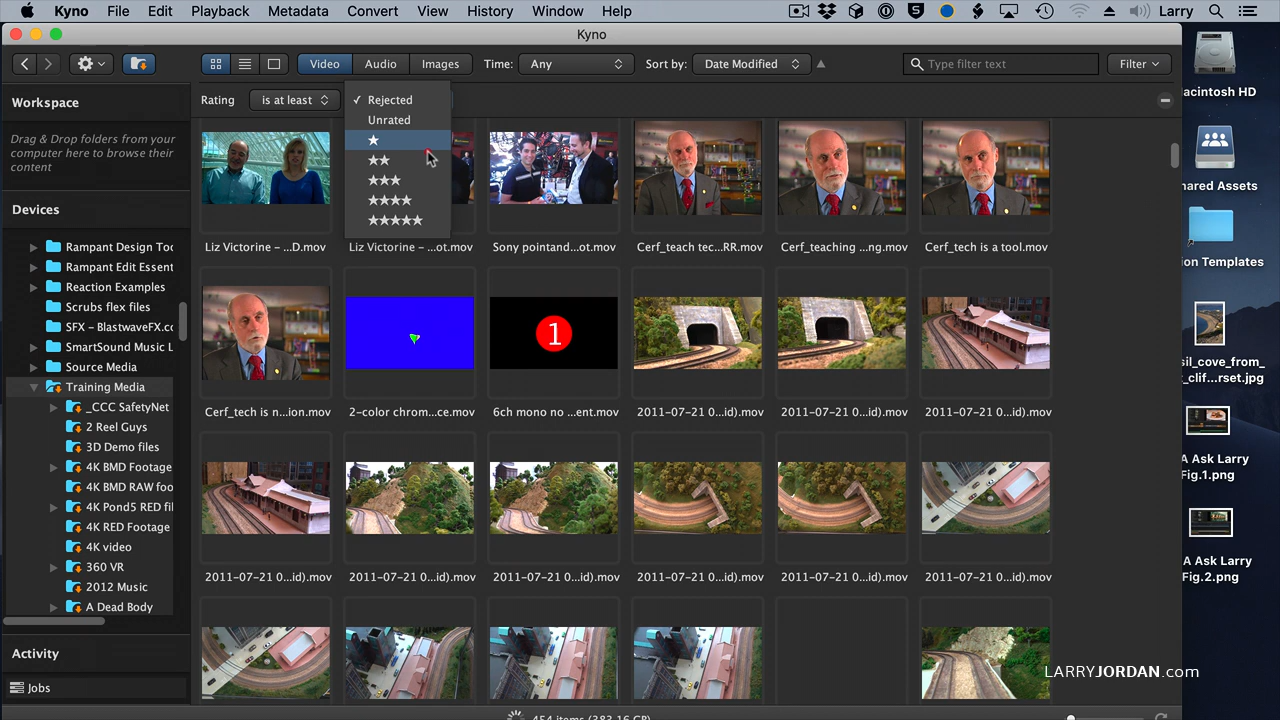 Kyno File Edit Playback Metadata Convert View History Window Help Larry
Kyno
Video Audio Images Time: Any Sort by: Date Modified Type filter text Filter
Workspace
Drag & Drop folders from your
computer here to browse their
content
Devices
Rampant Design Toc
Rampant Edit Essent
Reaction Examples
Scrubs flex files
SFX – BlastwaveFX.cc
SmartSound Music L
Source Media
Training Media
_CCC SafetyNet
2 Reel Guys
3D Demo files
4K BMD Footage
4K BMD RAW foo
4K Pond5 RED fil
4K RED Footage
4K video
360 VR
2012 Music
A Dead Body
Activity
Jobs
Rating is at least
✓ Rejected
Unrated
★
★★
★★★
★★★★
★★★★★
Liz Victorine – ...D.mov Liz Victorine – ...ot.mov Sony pointand...ot.mov Cerf_teach tec...RR.mov Cerf_teaching ...ng.mov Cerf_tech is a tool.mov
1
Cerf_tech is n...ion.mov 2-color chrom...ce.mov 6ch mono no ...ent.mov 2011-07-21 0...id).mov 2011-07-21 0...id).mov 2011-07-21 0...id).mov
2011-07-21 0...id).mov 2011-07-21 0...id).mov 2011-07-21 0...id).mov 2011-07-21 0...id).mov 2011-07-21 0...id).mov 2011-07-21 0...id).mov
454 items (383.16 GB)
acintosh HD
hared Assets
ion Templates
sil_cove_from_
_clif...rset.jpg
A Ask Larry
Fig.1.png
A Ask Larry
Fig.2.png
LARRYJORDAN.com